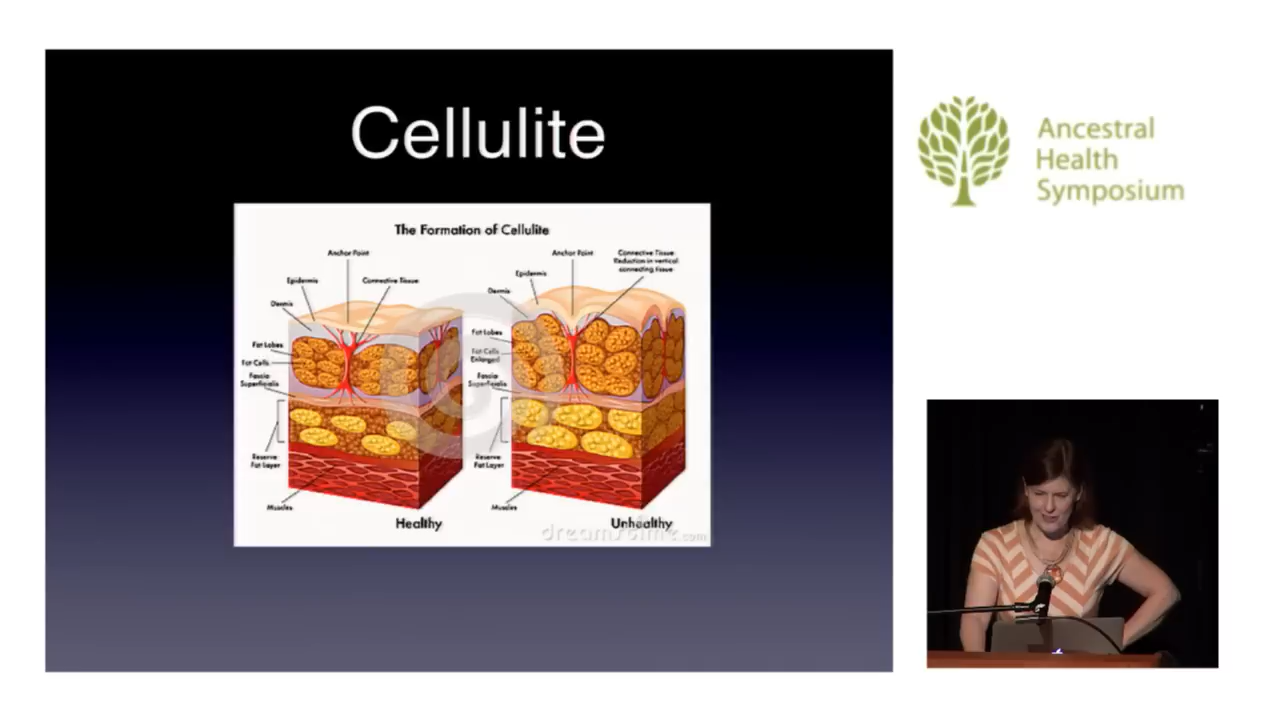 Cellulite
The Formation of Cellulite
Anchor Point
Epidermis
Connective Tissue
Dermis
Fat Lobes
Fat Cells
Fascia
Superficialis
Reserve
Fat Layer
Muscles
Healthy
Anchor Point
Connective Tissue
Reduction in vertical
connecting tissue
Epidermis
Dermis
Fat Lobes
Fat Cells
Enlarged
Fascia
Superficialis
Reserve
Fat Layer
Muscles
Unhealthy
dreamstime.com
Ancestral
Health
Symposium